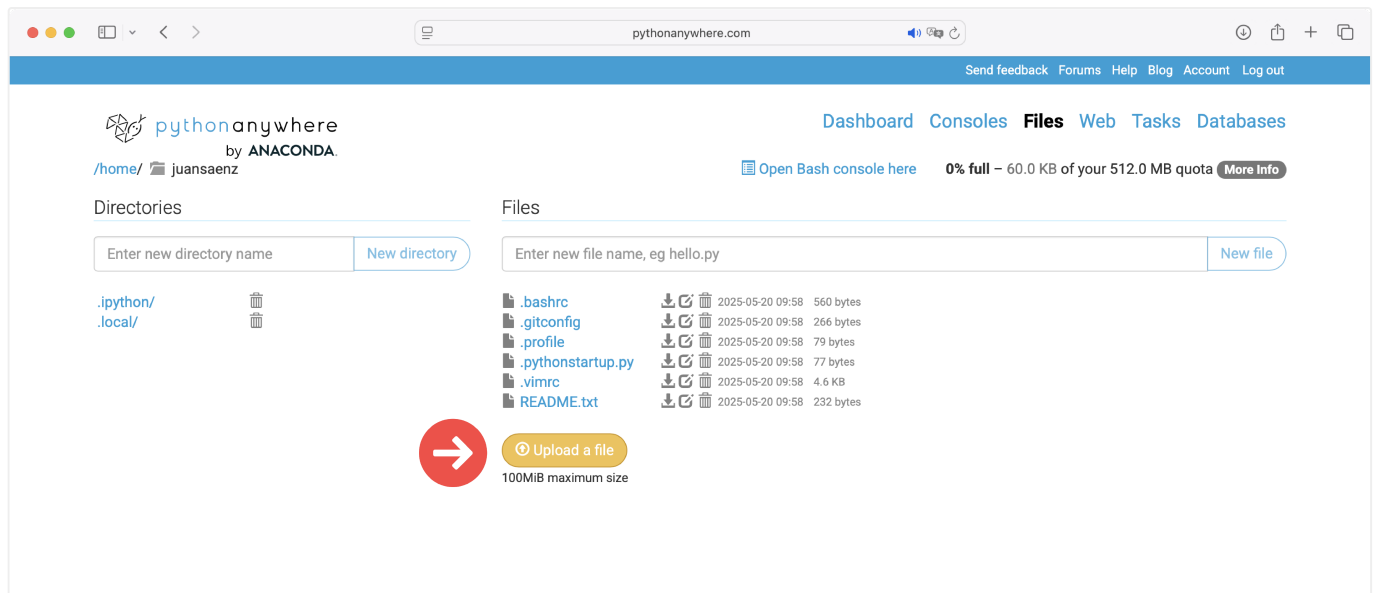 pythonanywhere.com
Send feedback Forums Help Blog Account Log out
pythonanywhere
by ANACONDA.
Dashboard Consoles Files Web Tasks Databases
/home/ juansaenz
Open Bash console here 0% full – 60.0 KB of your 512.0 MB quota More Info
Directories
Enter new directory name New directory
.ipython/
.local/
Files
Enter new file name, eg hello.py New file
.bashrc 2025-05-20 09:58 560 bytes
.gitconfig 2025-05-20 09:58 266 bytes
.profile 2025-05-20 09:58 79 bytes
.pythonstartup.py 2025-05-20 09:58 77 bytes
.vimrc 2025-05-20 09:58 4.6 KB
README.txt 2025-05-20 09:58 232 bytes
Upload a file
100MiB maximum size